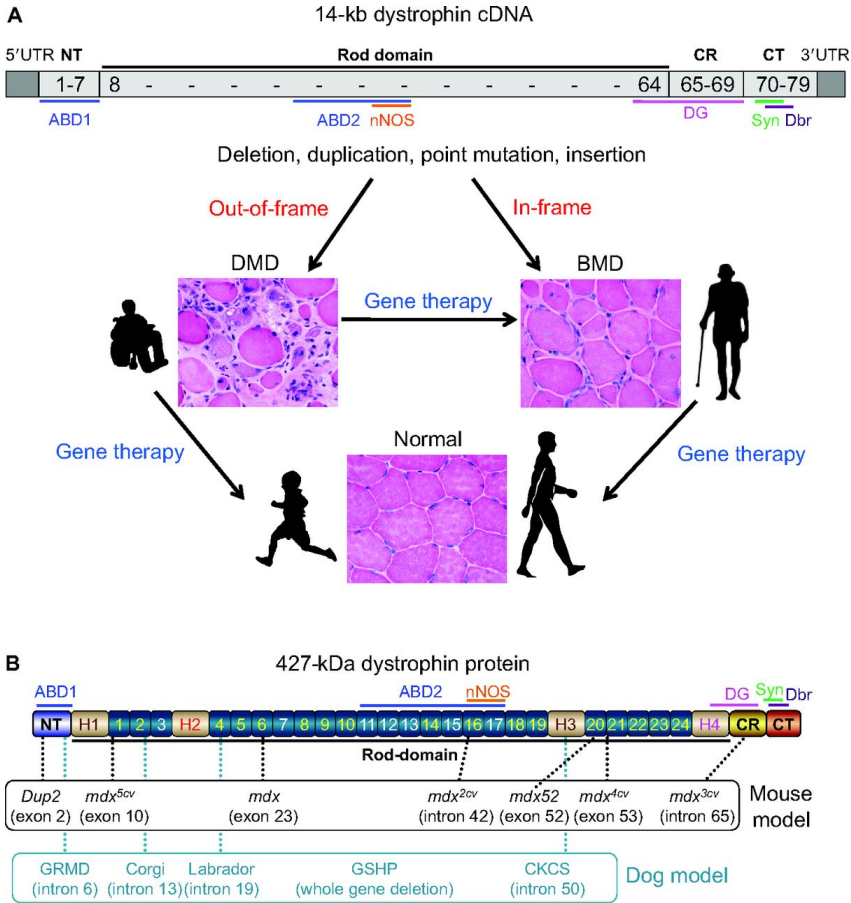 A
14-kb dystrophin cDNA
5′UTR NT Rod domain CR CT 3′UTR
1-7 8 - - - - - - - - - - - 64 65-69 70-79
ABD1 ABD2 nNOS DG Syn Dbr
Deletion, duplication, point mutation, insertion
Out-of-frame In-frame
DMD BMD
Gene therapy
Normal
Gene therapy Gene therapy
B
427-kDa dystrophin protein
ABD1 ABD2 nNOS DG Syn Dbr
NT H1 1 2 3 H2 4 5 6 7 8 9 10 11 12 13 14 15 16 17 18 19 H3 20 21 22 23 24 H4 CR CT
Rod-domain
Dup2 mdx5cv mdx mdx2cv mdx52 mdx4cv mdx3cv Mouse
(exon 2) (exon 10) (exon 23) (intron 42) (exon 52) (exon 53) (intron 65) model
GRMD Corgi Labrador GSHP CKCS Dog model
(intron 6) (intron 13) (intron 19) (whole gene deletion) (intron 50)